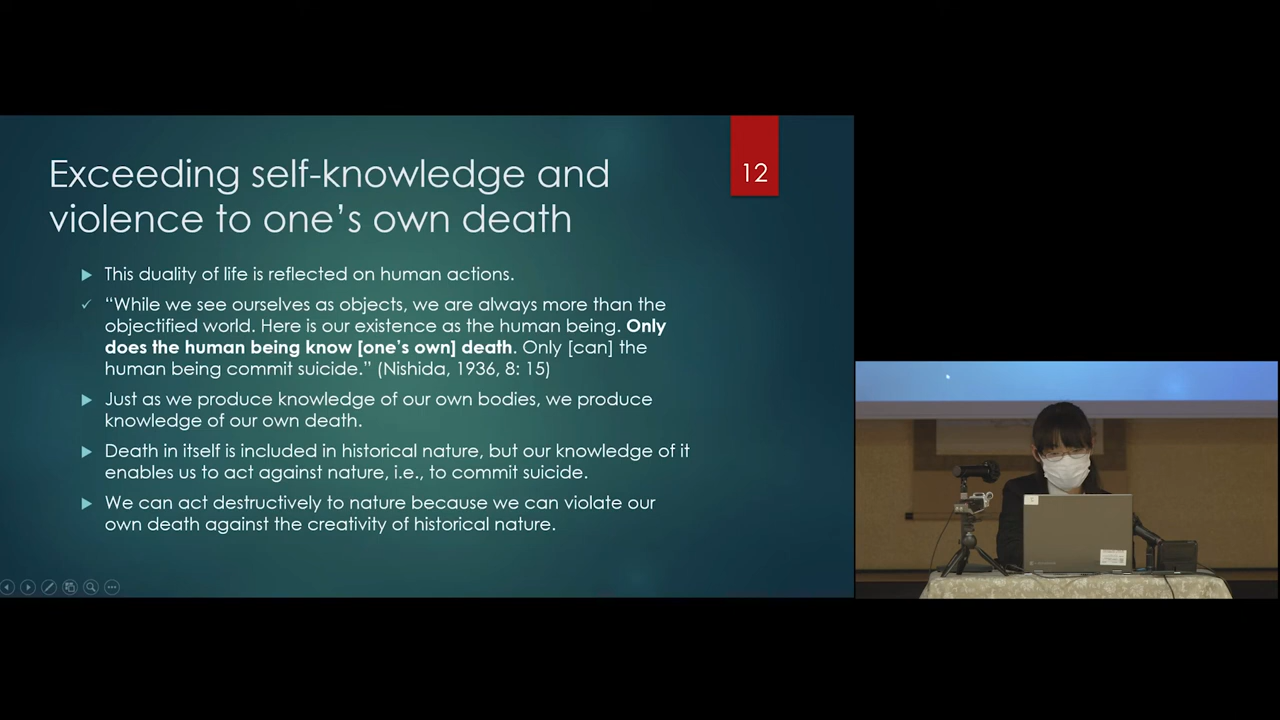 Exceeding self-knowledge and
violence to one's own death
12
This duality of life is reflected on human actions.
“While we see ourselves as objects, we are always more than the
objectified world. Here is our existence as the human being. Only
does the human being know [one's own] death. Only [can] the
human being commit suicide.” (Nishida, 1936, 8: 15)
Just as we produce knowledge of our own bodies, we produce
knowledge of our own death.
Death in itself is included in historical nature, but our knowledge of it
enables us to act against nature, i.e., to commit suicide.
We can act destructively to nature because we can violate our
own death against the creativity of historical nature.